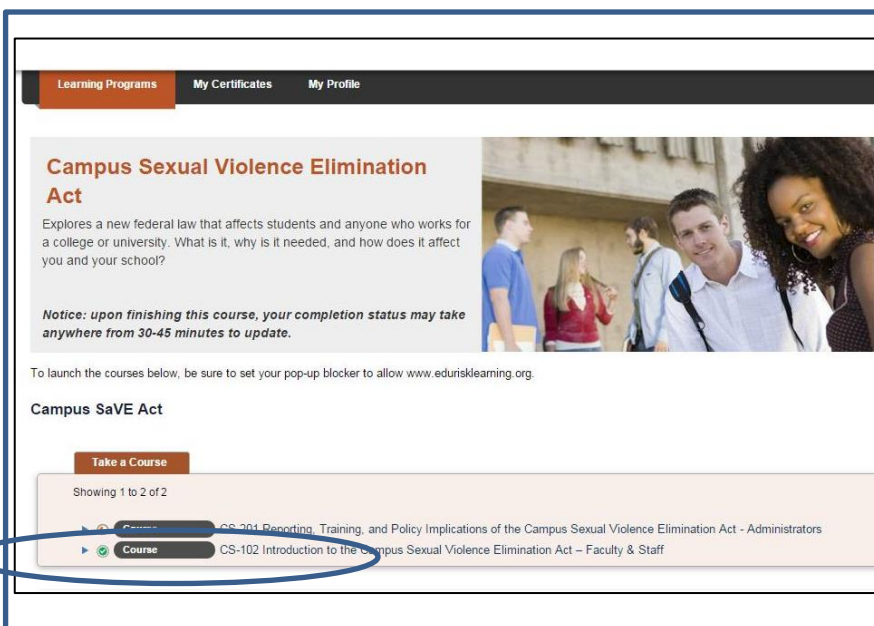 Learning Programs My Certificates My Profile
Campus Sexual Violence Elimination
Act
Explores a new federal law that affects students and anyone who works for
a college or university. What is it, why is it needed, and how does it affect
you and your school?
Notice: upon finishing this course, your completion status may take
anywhere from 30-45 minutes to update.
To launch the courses below, be sure to set your pop-up blocker to allow www.edurisklearning.org.
Campus SaVE Act
Take a Course
Showing 1 to 2 of 2
Course CS-201 Reporting, Training, and Policy Implications of the Campus Sexual Violence Elimination Act - Administrators
Course CS-102 Introduction to the Campus Sexual Violence Elimination Act – Faculty & Staff